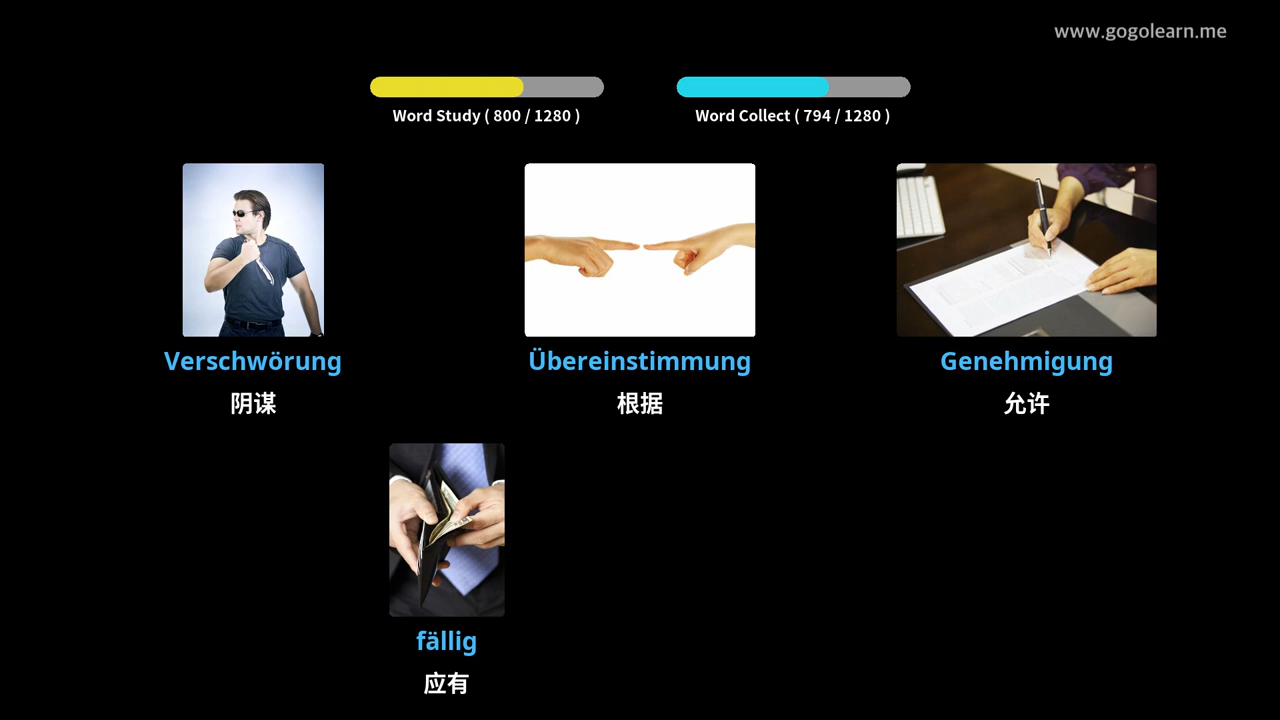 www.gogolearn.me
Word Study ( 800 / 1280 )
Word Collect ( 794 / 1280 )
Verschwörung
阴谋
Übereinstimmung
根据
Genehmigung
允许
fällig
应有